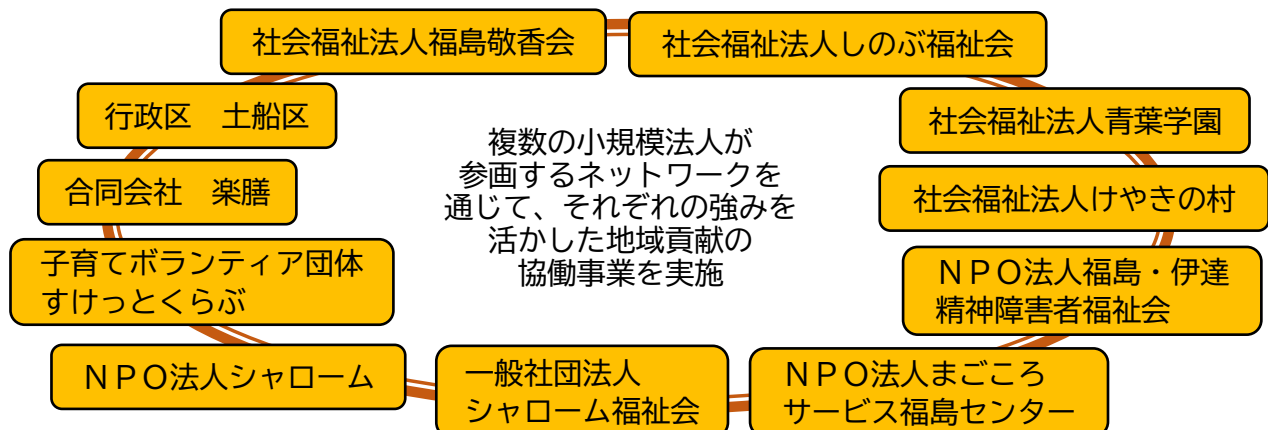 社会福祉法人福島敬香会
社会福祉法人しのぶ福祉会
行政区　土船区
社会福祉法人青葉学園
合同会社　楽膳
社会福祉法人けやきの村
複数の小規模法人が
参画するネットワークを
通じて、それぞれの強みを
活かした地域貢献の
協働事業を実施
子育てボランティア団体
すけっとくらぶ
ＮＰＯ法人福島・伊達
精神障害者福祉会
ＮＰＯ法人シャローム
一般社団法人
シャローム福祉会
ＮＰＯ法人まごころ
サービス福島センター